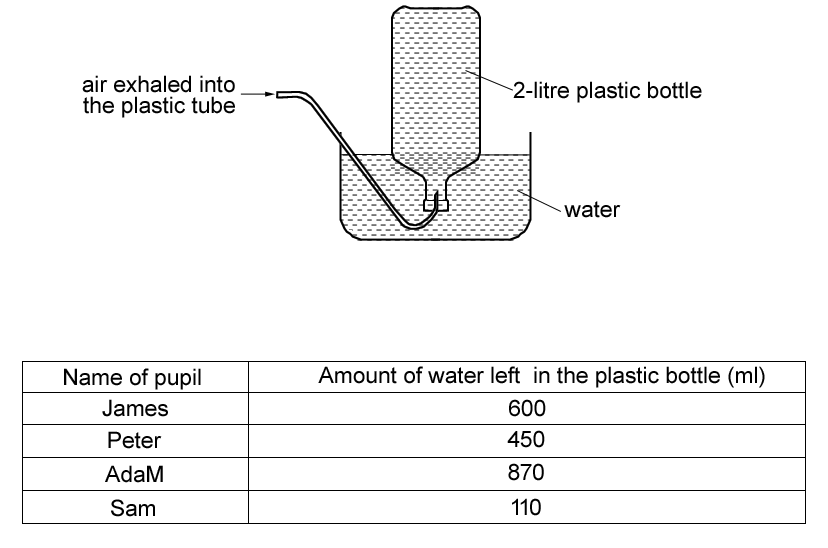 air exhaled into
the plastic tube
2-litre plastic bottle
water
Name of pupil Amount of water left in the plastic bottle (ml)
James 600
Peter 450
AdaM 870
Sam 110